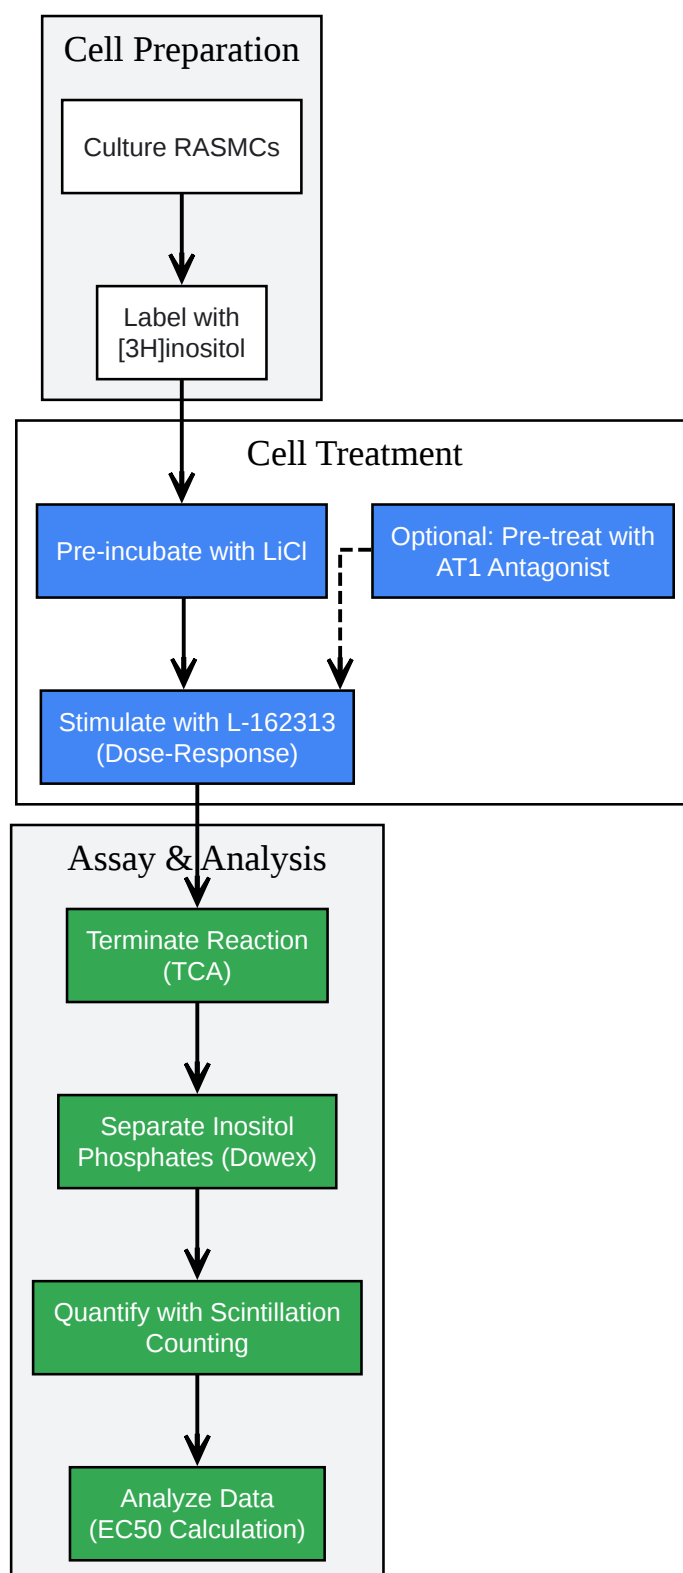 Cell Preparation
Culture RASMCs
Label with
[3H]inositol
Cell Treatment
Pre-incubate with LiCl
Optional: Pre-treat with
AT1 Antagonist
Stimulate with L-162313
(Dose-Response)
Assay & Analysis
Terminate Reaction
(TCA)
Separate Inositol
Phosphates (Dowex)
Quantify with Scintillation
Counting
Analyze Data
(EC50 Calculation)